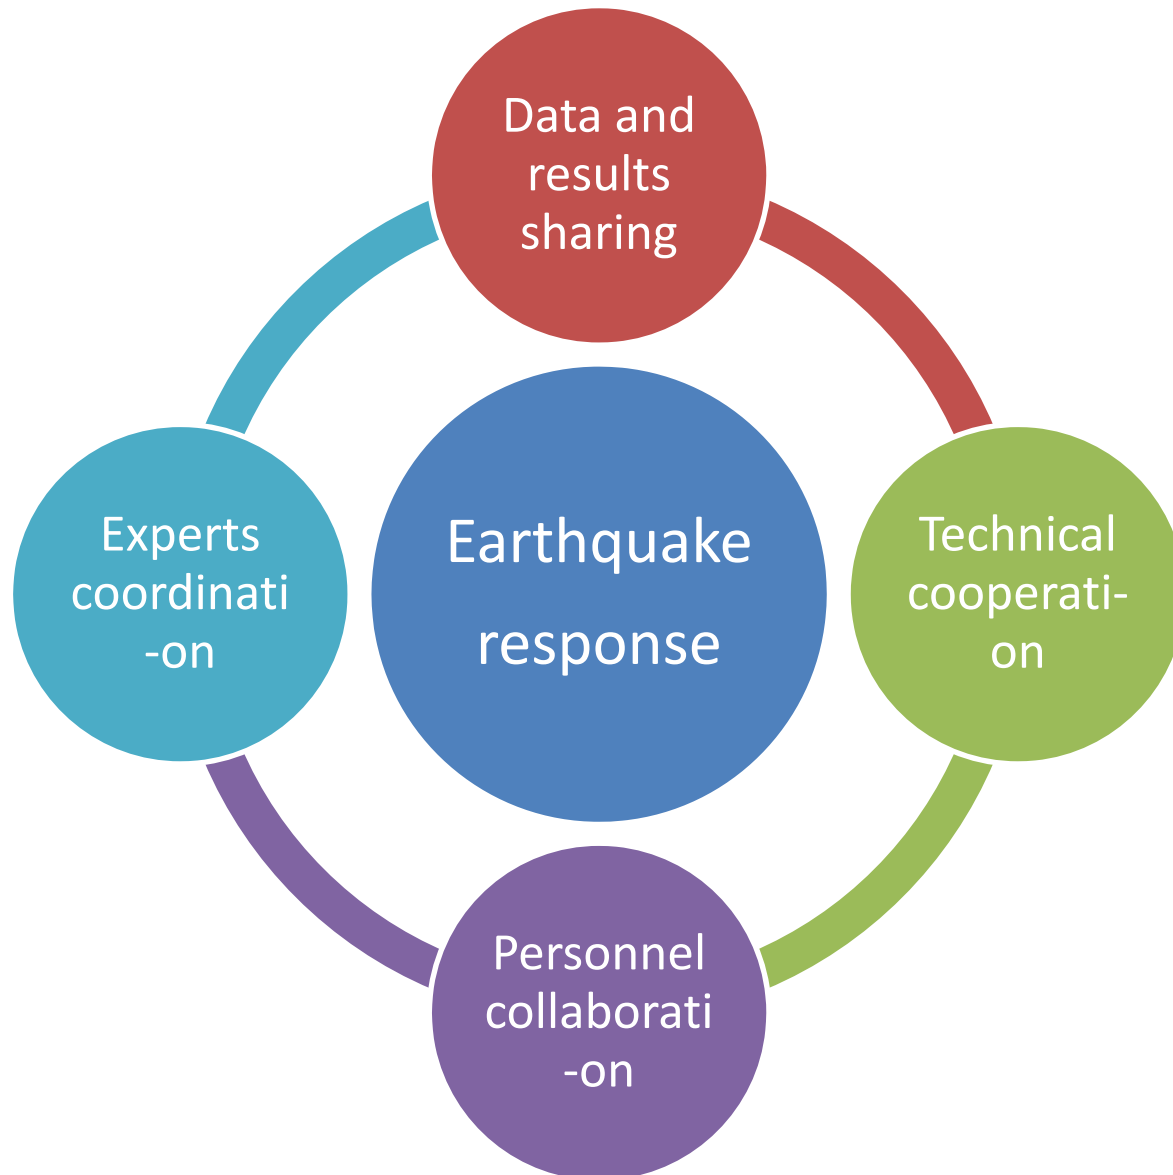 Data and
results
sharing
Experts
coordinati
-on
Earthquake
response
Technical
cooperati-
on
Personnel
collaborati
-on